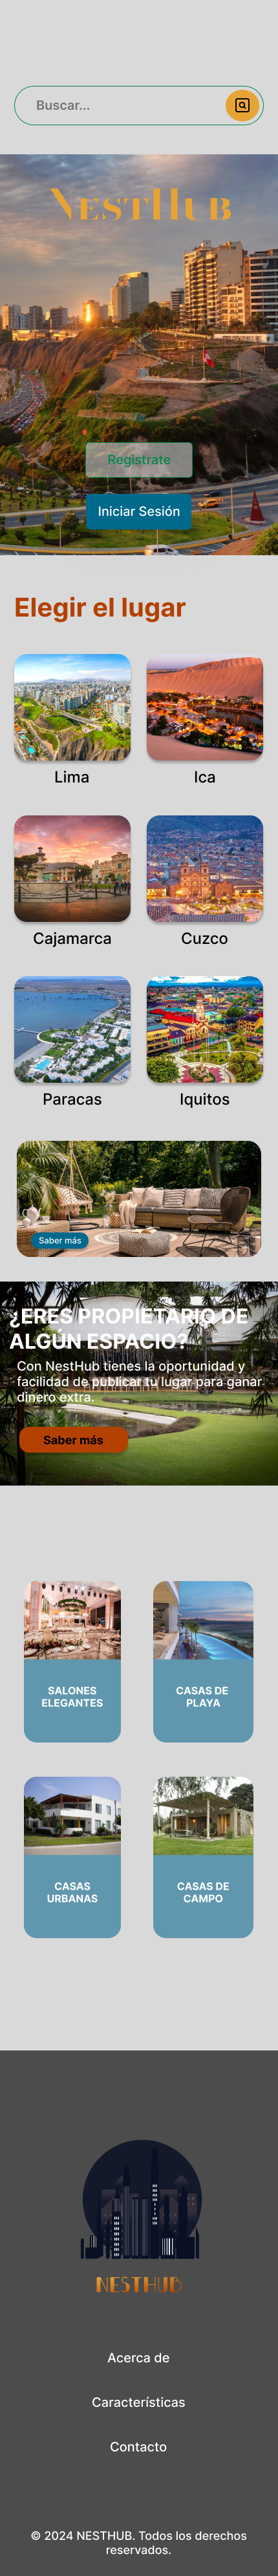 Buscar...
NESTHUB
Registrate
Iniciar Sesión
Elegir el lugar
Lima
Ica
Cajamarca
Cuzco
Paracas
Iquitos
Saber más
¿ERES PROPIETARIO DE
ALGÚN ESPACIO?
Con NestHub tienes la oportunidad y
facilidad de publicar tu lugar para ganar
dinero extra.
Saber más
SALONES
ELEGANTES
CASAS DE
PLAYA
CASAS
URBANAS
CASAS DE
CAMPO
NESTHUB
Acerca de
Características
Contacto
© 2024 NESTHUB. Todos los derechos
reservados.